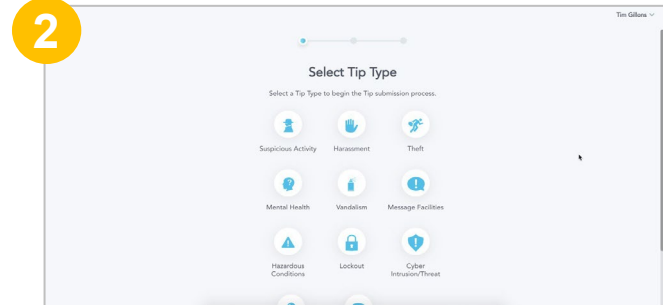 2
Tim Gillons
Select Tip Type
Select a Tip Type to begin the Tip submission process.
Suspicious Activity
Harassment
Theft
Mental Health
Vandalism
Message Facilities
Hazardous
Conditions
Lockout
Cyber
Intrusion/Threat